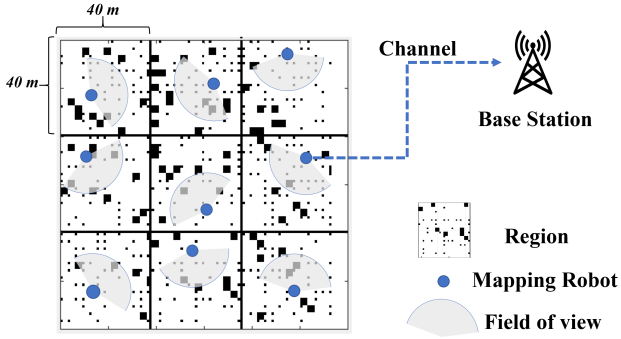 40 m
40 m
Channel
Base Station
Region
Mapping Robot
Field of view